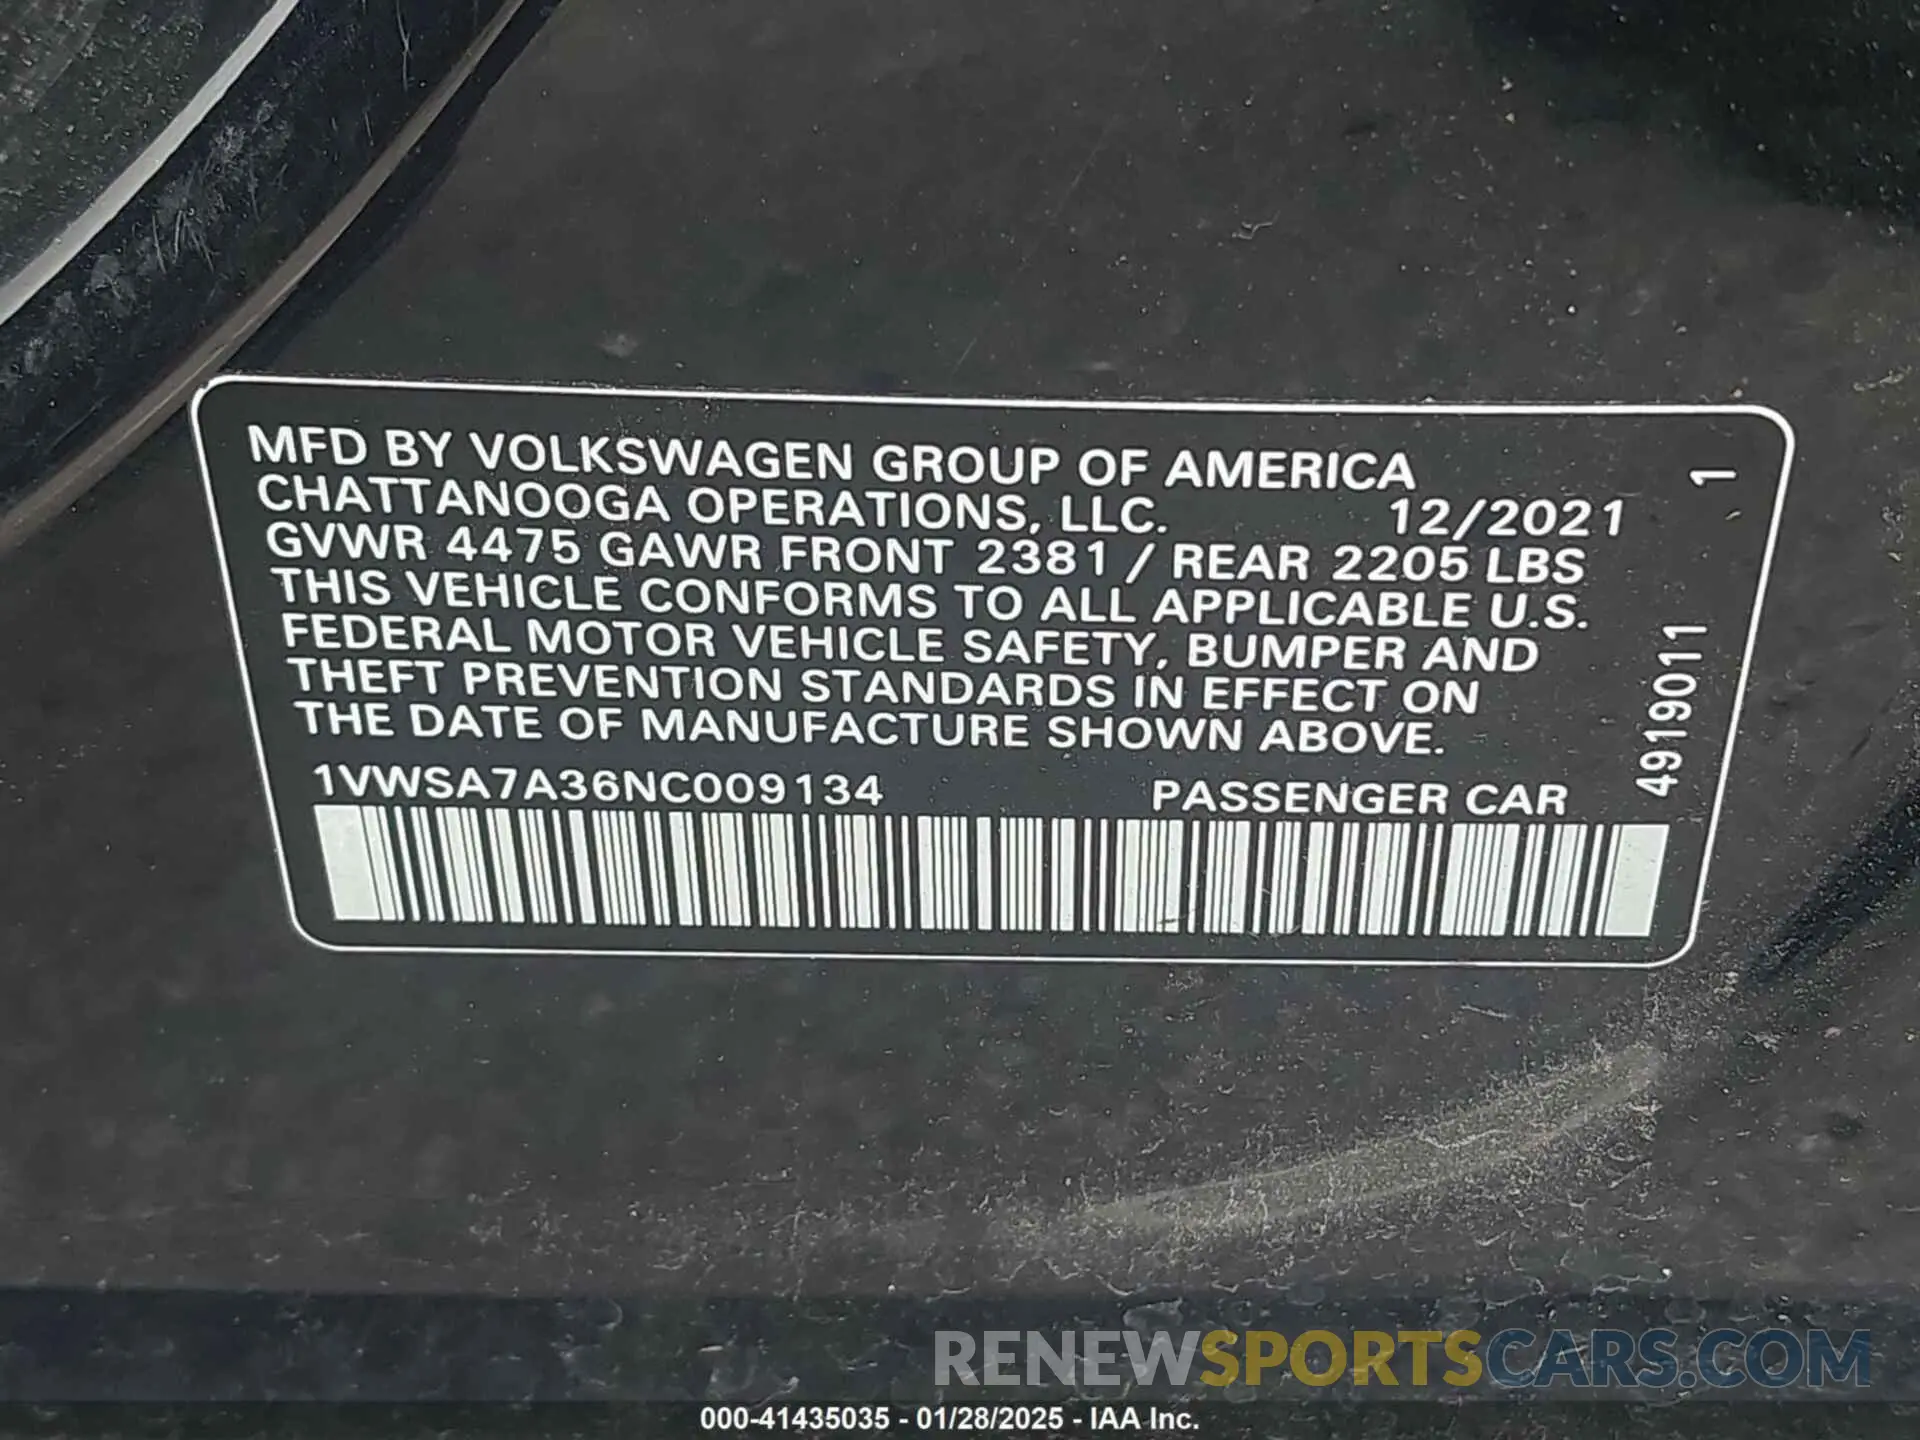 MFD BY VOLKSWAGEN GROUP OF AMERICA
CHATTANOOGA OPERATIONS, LLC. 12/2021
GVWR 4475 GAWR FRONT 2381 / REAR 2205 LBS
THIS VEHICLE CONFORMS TO ALL APPLICABLE U.S.
FEDERAL MOTOR VEHICLE SAFETY, BUMPER AND
THEFT PREVENTION STANDARDS IN EFFECT ON
THE DATE OF MANUFACTURE SHOWN ABOVE.
1VWSA7A36NC009134 PASSENGER CAR
4919011 1
RENEWSPORTSCARS.COM
000-41435035 - 01/28/2025 - IAA Inc.